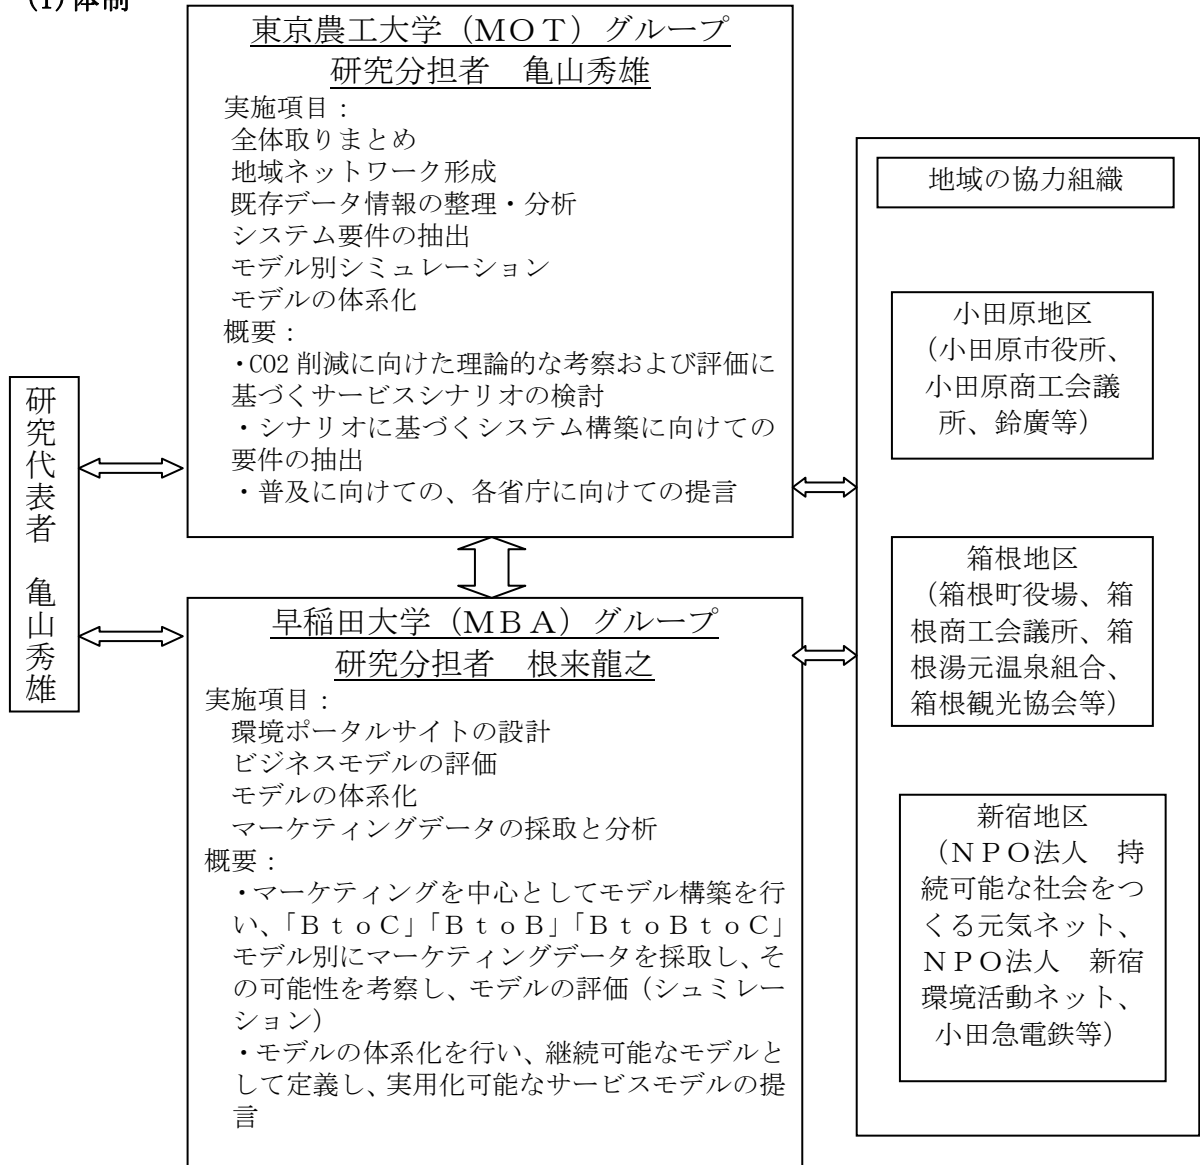 (1)体制
東京農工大学（ＭＯＴ）グループ
研究分担者　亀山秀雄
実施項目：
全体取りまとめ
地域ネットワーク形成
既存データ情報の整理・分析
システム要件の抽出
モデル別シミュレーション
モデルの体系化
概要：
・CO2 削減に向けた理論的な考察および評価に
基づくサービスシナリオの検討
・シナリオに基づくシステム構築に向けての
要件の抽出
・普及に向けての、各省庁に向けての提言
研究代表者　亀山秀雄
早稲田大学（ＭＢＡ）グループ
研究分担者　根来龍之
実施項目：
環境ポータルサイトの設計
ビジネスモデルの評価
モデルの体系化
マーケティングデータの採取と分析
概要：
・マーケティングを中心としてモデル構築を行
い、「ＢｔｏＣ」「ＢｔｏＢ」「ＢｔｏＢｔｏＣ」
モデル別にマーケティングデータを採取し、そ
の可能性を考察し、モデルの評価（シュミレー
ション）
・モデルの体系化を行い、継続可能なモデルと
して定義し、実用化可能なサービスモデルの提
言
地域の協力組織
小田原地区
（小田原市役所、
小田原商工会議
所、鈴廣等）
箱根地区
（箱根町役場、箱
根商工会議所、箱
根湯元温泉組合、
箱根観光協会等）
新宿地区
（ＮＰＯ法人　持
続可能な社会をつ
くる元気ネット、
ＮＰＯ法人　新宿
環境活動ネット、
小田急電鉄等）